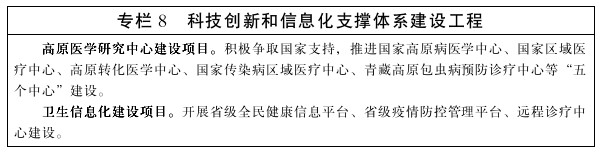 专栏 8 科技创新和信息化支撑体系建设工程
高原医学研究中心建设项目。积极争取国家支持，推进国家高原病医学中心、国家区域医
疗中心、高原转化医学中心、国家传染病区域医疗中心、青藏高原包虫病预防诊疗中心等“五
个中心”建设。
卫生信息化建设项目。开展省级全民健康信息平台、省级疫情防控管理平台、远程诊疗中
心建设。